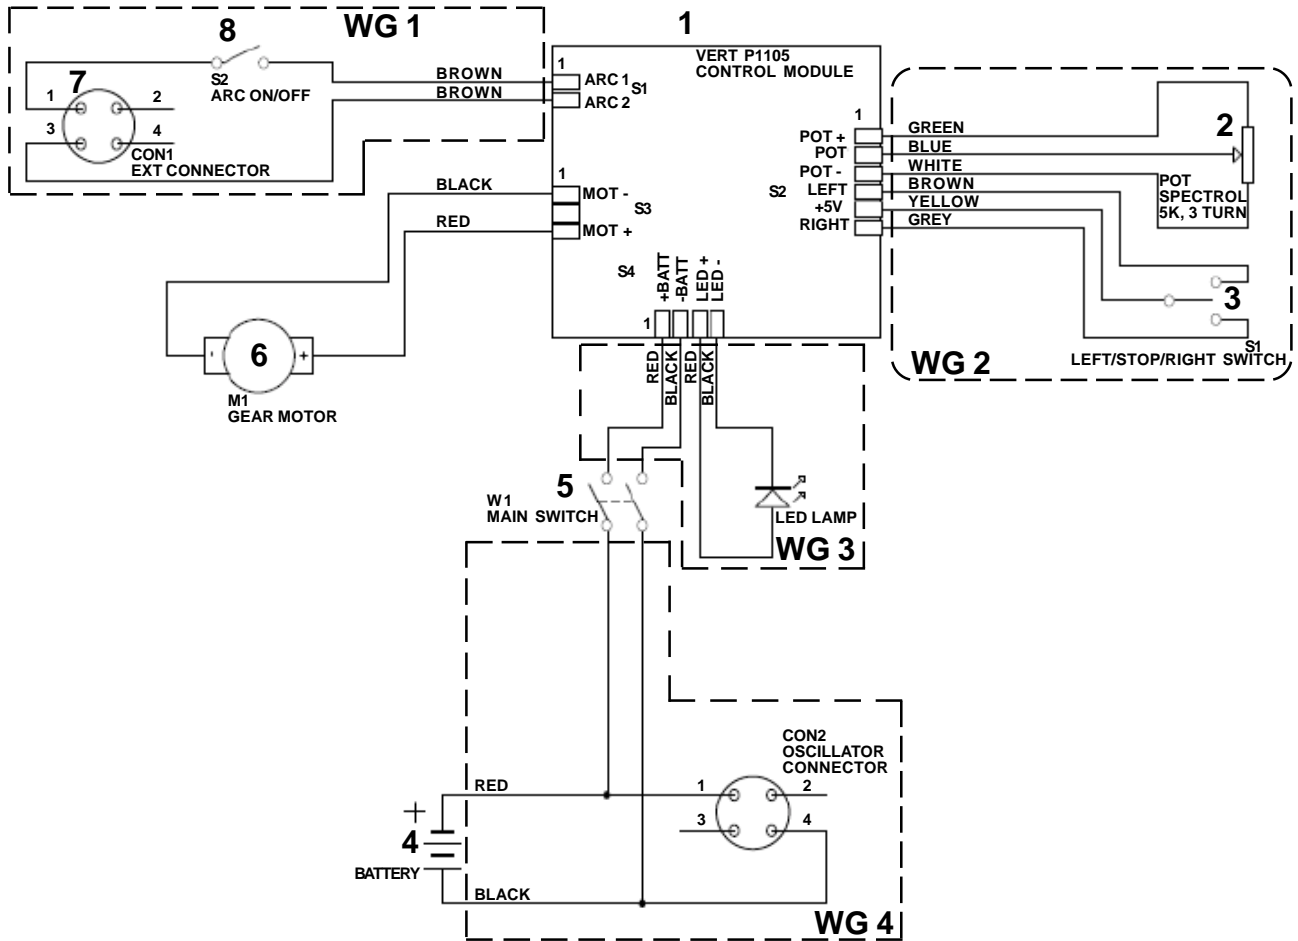 WG 1
8
1
S2
ARC ON/OFF
7
1
2
3
4
CON1
EXT CONNECTOR
BROWN
BROWN
1
ARC 1
ARC 2
S1
VERT P1105
CONTROL MODULE
BLACK
RED
1
MOT -
MOT +
S3
S4
S2
1
POT +
POT
POT -
LEFT
+5V
RIGHT
GREEN
BLUE
WHITE
BROWN
YELLOW
GREY
2
POT
SPECTROL
5K, 3 TURN
3
S1
LEFT/STOP/RIGHT SWITCH
WG 2
1
+BATT
-BATT
LED +
LED -
RED
BLACK
RED
BLACK
-
6
+
M1
GEAR MOTOR
5
W1
MAIN SWITCH
LED LAMP
WG 3
CON2
OSCILLATOR
CONNECTOR
RED
1
2
3
4
+
4
BATTERY
BLACK
WG 4